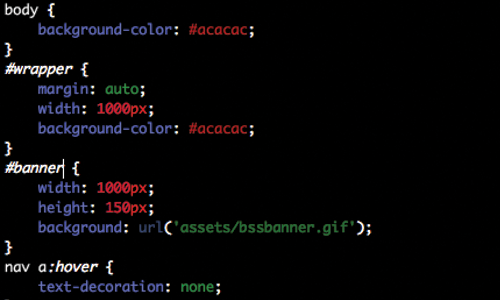 body {
background-color: #acacac;
}
#wrapper {
margin: auto;
width: 1000px;
background-color: #acacac;
}
#banner {
width: 1000px;
height: 150px;
background: url('assets/bssbanner.gif');
}
nav a:hover {
text-decoration: none;